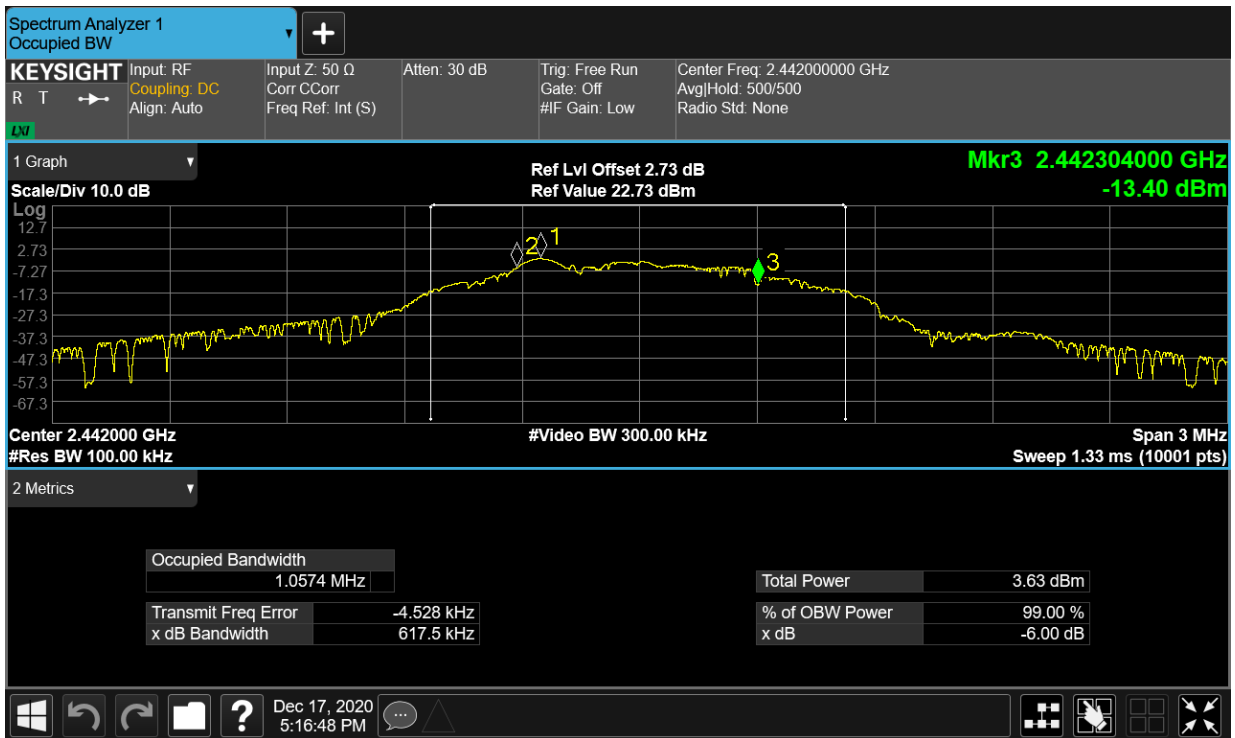 Spectrum Analyzer 1
Occupied BW
KEYSIGHT
R T
LXI
Input: RF
Coupling: DC
Align: Auto
Input Z: 50 Ω
Corr CCorr
Freq Ref: Int (S)
Atten: 30 dB
Trig: Free Run
Gate: Off
#IF Gain: Low
Center Freq: 2.442000000 GHz
Avg|Hold: 500/500
Radio Std: None
1 Graph
Scale/Div 10.0 dB
Ref Lvl Offset 2.73 dB
Ref Value 22.73 dBm
Mkr3 2.442304000 GHz
-13.40 dBm
Log
12.7
2.73
-7.27
-17.3
-27.3
-37.3
-47.3
-57.3
-67.3
2
1
3
Center 2.442000 GHz
#Res BW 100.00 kHz
#Video BW 300.00 kHz
Span 3 MHz
Sweep 1.33 ms (10001 pts)
2 Metrics
Occupied Bandwidth
1.0574 MHz
Transmit Freq Error -4.528 kHz
x dB Bandwidth 617.5 kHz
Total Power 3.63 dBm
% of OBW Power 99.00 %
x dB -6.00 dB
?
Dec 17, 2020
5:16:48 PM